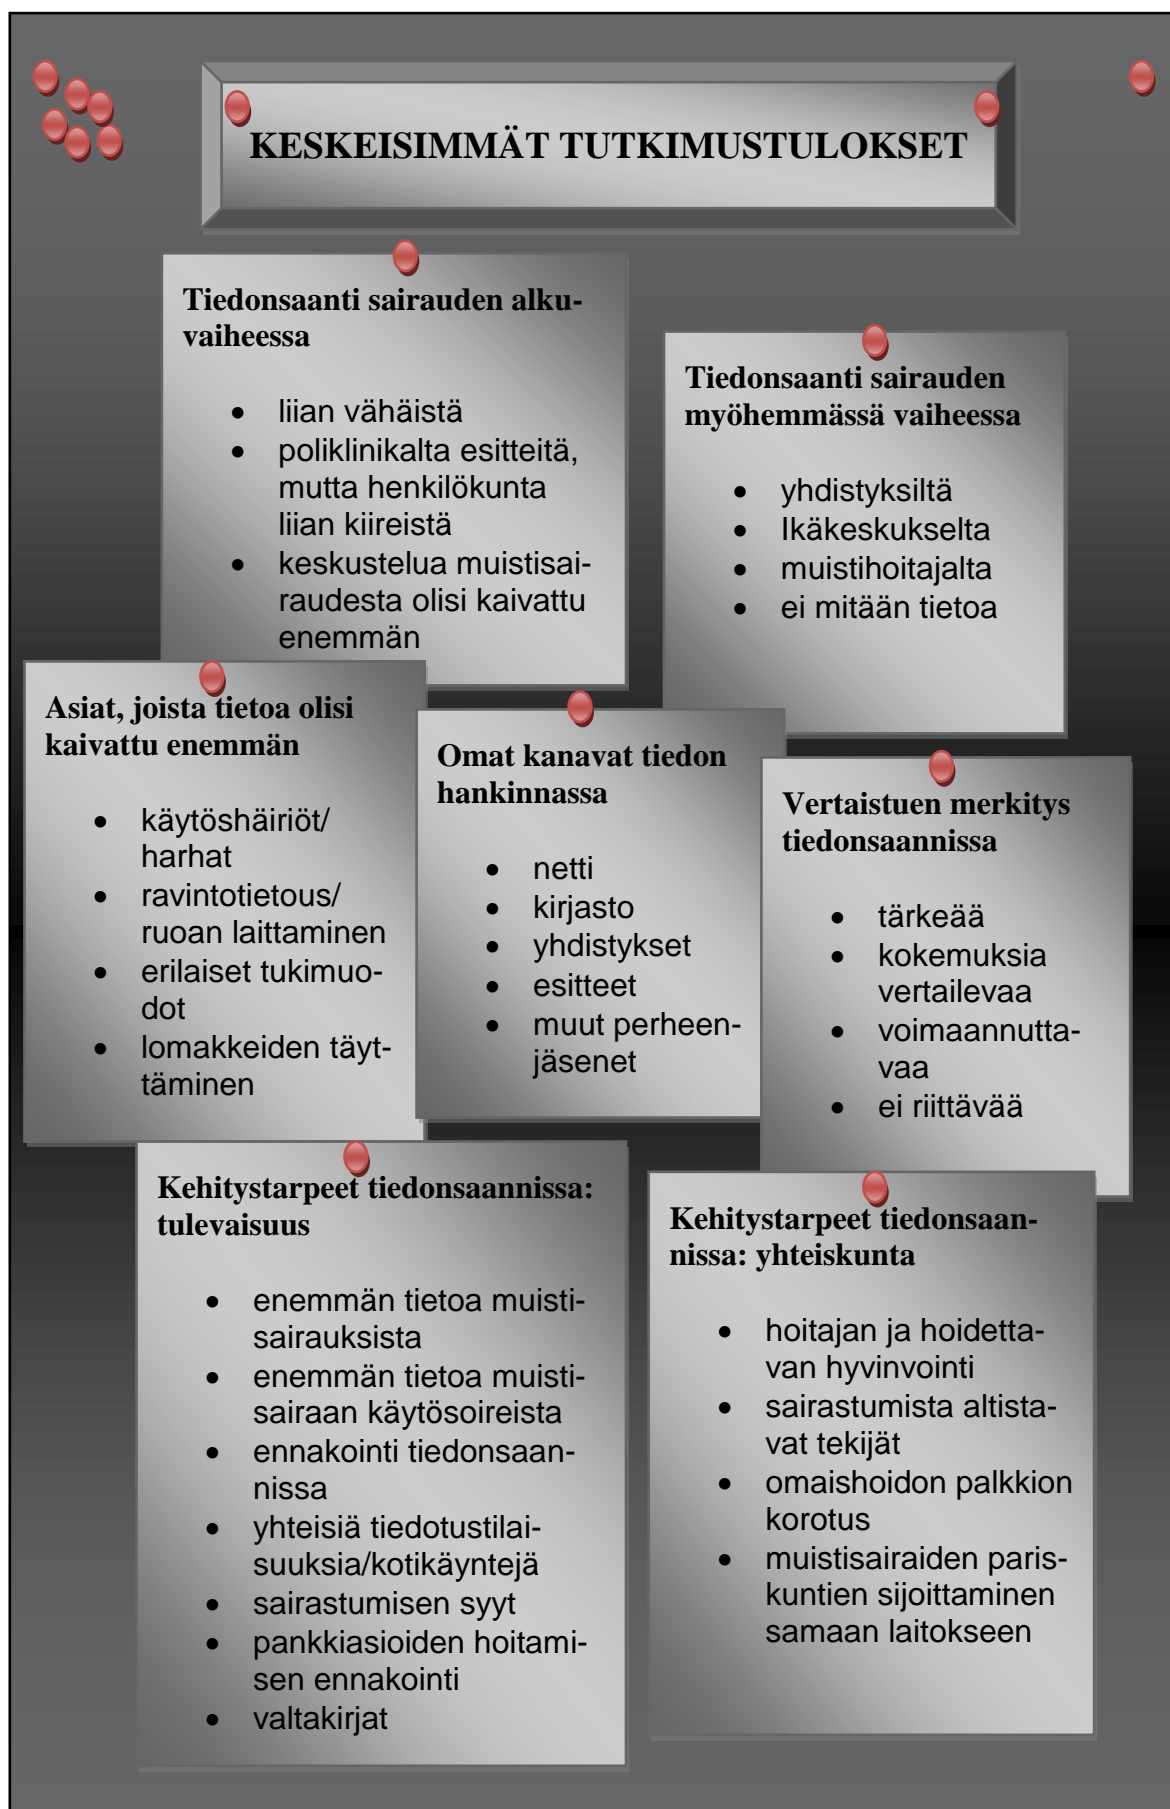 KESKEISIMMÄT TUTKIMUSTULOKSET
Tiedonsaanti sairauden alku-
vaiheessa
• liian vähäistä
• poliklinikalta esitteitä,
mutta henkilökunta
liian kiireistä
• keskustelua muistisai-
raudesta olisi kaivattu
enemmän
Tiedonsaanti sairauden
myöhemmässä vaiheessa
• yhdistyksiltä
• Ikäkeskukselta
• muistihoitajalta
• ei mitään tietoa
Asiat, joista tietoa olisi
kaivattu enemmän
• käytöshäiriöt/
harhat
• ravintotietous/
ruoan laittaminen
• erilaiset tukimuo-
dot
• lomakkeiden täyt-
täminen
Omat kanavat tiedon
hankinnassa
• netti
• kirjasto
• yhdistykset
• esitteet
• muut perheen-
jäsenet
Vertaistuen merkitys
tiedonsaannissa
• tärkeää
• kokemuksia
vertailevaa
• voimaannutta-
vaa
• ei riittävää
Kehitystarpeet tiedonsaannissa:
tulevaisuus
• enemmän tietoa muisti-
sairauksista
• enemmän tietoa muisti-
sairaan käytösoireista
• ennakointi tiedonsaan-
nissa
• yhteisiä tiedotustilai-
suuksia/kotikäyntejä
• sairastumisen syyt
• pankkiasioiden hoitami-
sen ennakointi
• valtakirjat
Kehitystarpeet tiedonsaan-
nissa: yhteiskunta
• hoitajan ja hoidetta-
van hyvinvointi
• sairastumista altista-
vat tekijät
• omaishoidon palkkion
korotus
• muistisairaiden paris-
kuntien sijoittaminen
samaan laitokseen